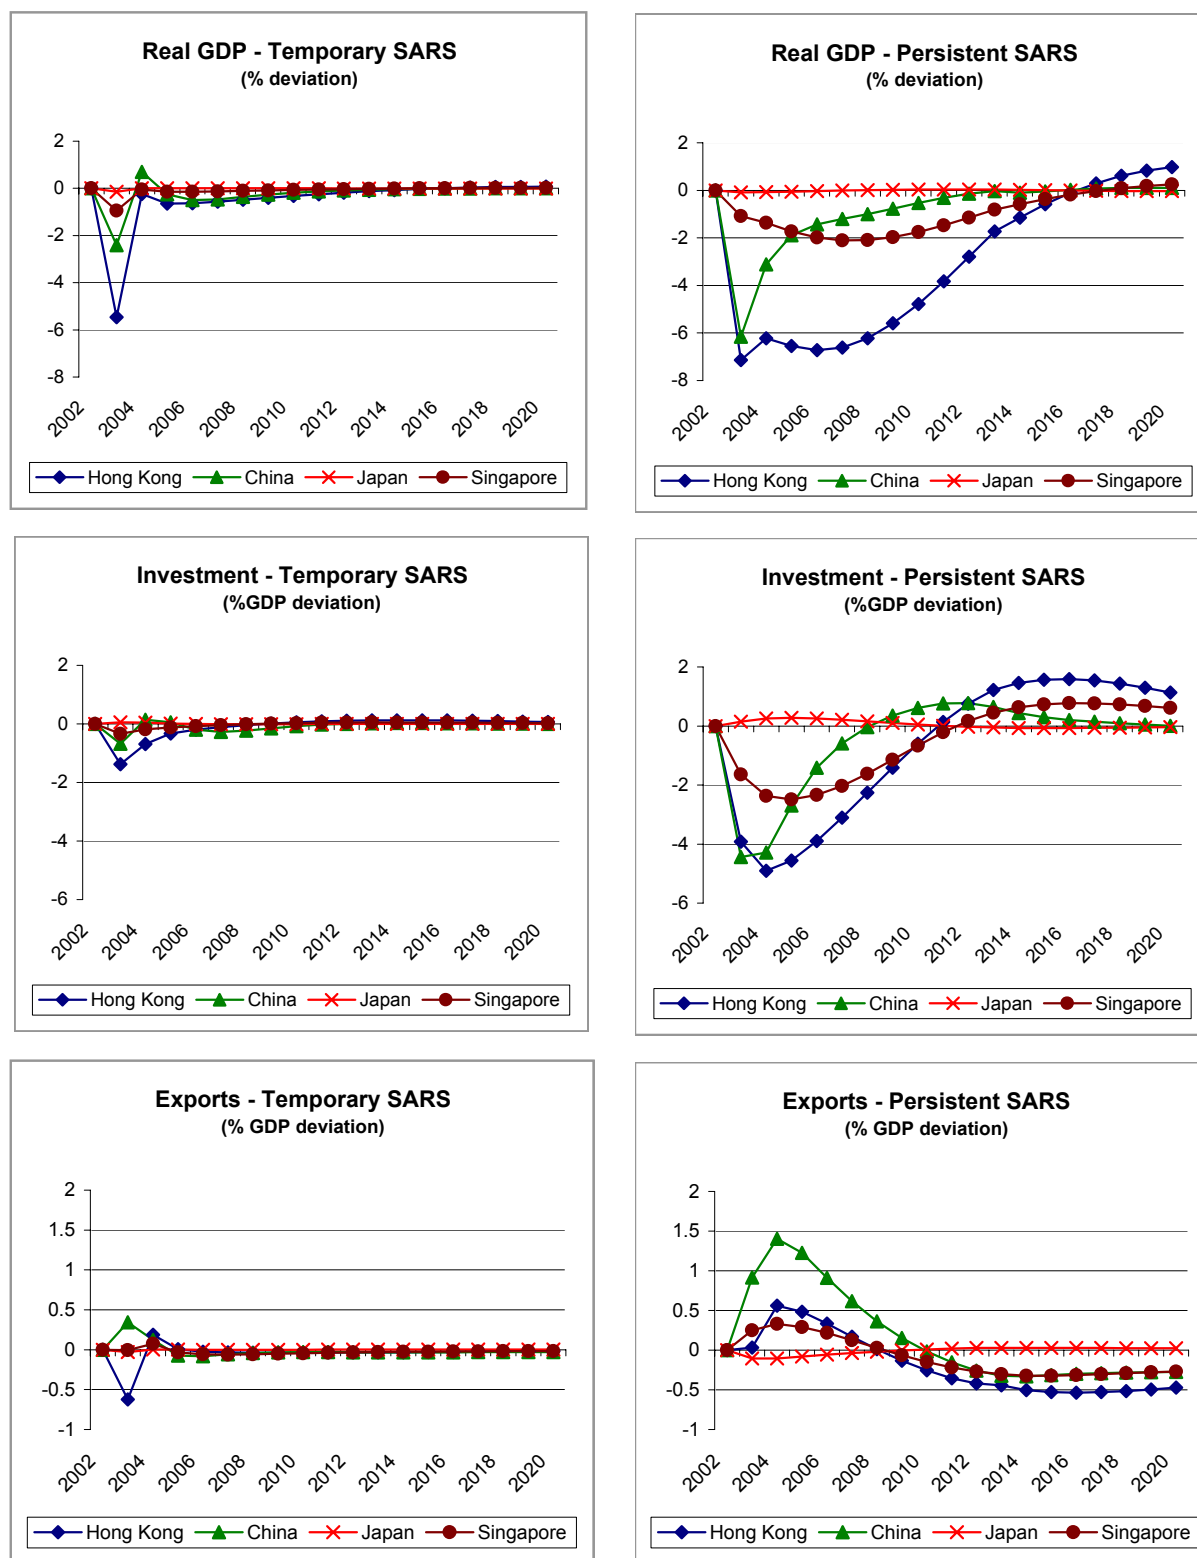 Real GDP - Temporary SARS
(% deviation)
2
0
-2
-4
-6
-8
2002 2004 2006 2008 2010 2012 2014 2016 2018 2020
Hong Kong China Japan Singapore
Real GDP - Persistent SARS
(% deviation)
2
0
-2
-4
-6
-8
2002 2004 2006 2008 2010 2012 2014 2016 2018 2020
Hong Kong China Japan Singapore
Investment - Temporary SARS
(%GDP deviation)
2
0
-2
-4
-6
2002 2004 2006 2008 2010 2012 2014 2016 2018 2020
Hong Kong China Japan Singapore
Investment - Persistent SARS
(%GDP deviation)
2
0
-2
-4
-6
2002 2004 2006 2008 2010 2012 2014 2016 2018 2020
Hong Kong China Japan Singapore
Exports - Temporary SARS
(% GDP deviation)
2
1.5
1
0.5
0
-0.5
-1
2002 2004 2006 2008 2010 2012 2014 2016 2018 2020
Hong Kong China Japan Singapore
Exports - Persistent SARS
(% GDP deviation)
2
1.5
1
0.5
0
-0.5
-1
2002 2004 2006 2008 2010 2012 2014 2016 2018 2020
Hong Kong China Japan Singapore